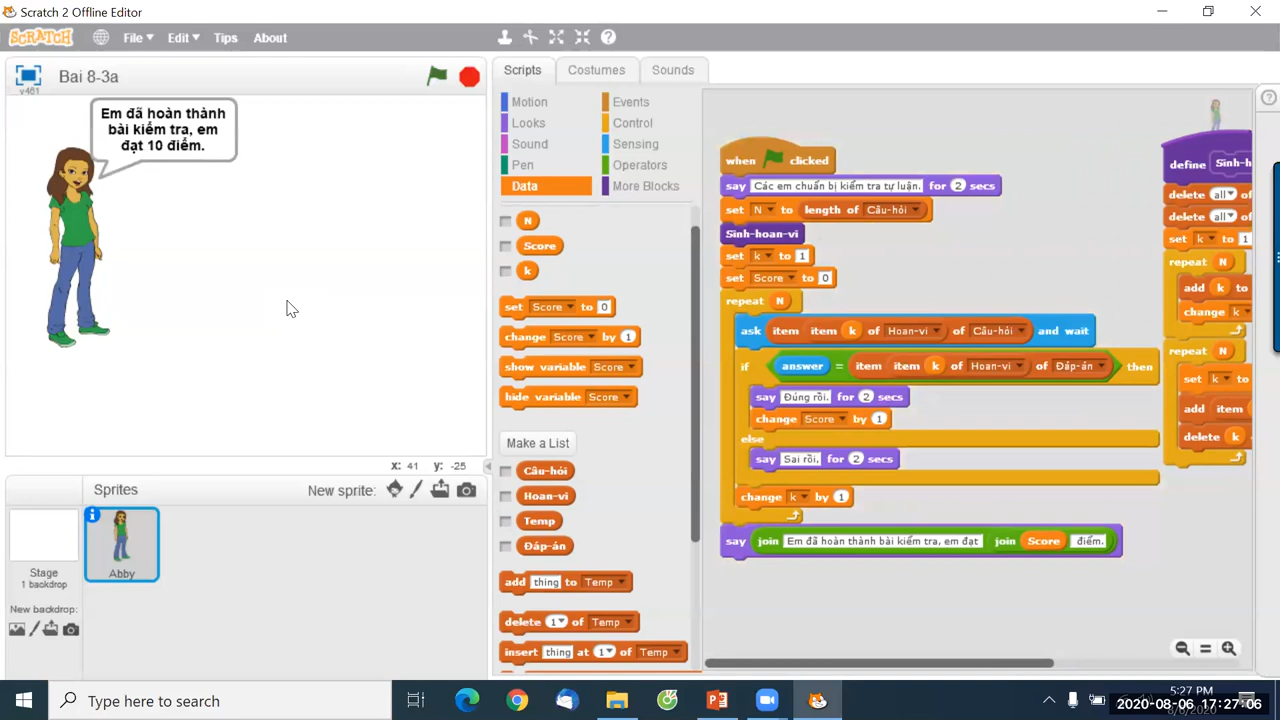 Scratch 2 Offline Editor
SCRATCH File Edit Tips About
v461
Bai 8-3a
Em đã hoàn thành
bài kiểm tra, em
đạt 10 điểm.
x: 41 y: -25
Sprites
New sprite:
Stage
1 backdrop
New backdrop:
Abby
Scripts Costumes Sounds
Motion Events
Looks Control
Sound Sensing
Pen Operators
Data More Blocks
N
Score
k
set Score to 0
change Score by 1
show variable Score
hide variable Score
Make a List
Câu-hỏi
Hoan-vi
Temp
Đáp-án
add thing to Temp
delete 1 of Temp
insert thing at 1 of Temp
when clicked
say Các em chuẩn bị kiểm tra tự luận. for 2 secs
set N to length of Câu-hỏi
Sinh-hoan-vi
set k to 1
set Score to 0
repeat N
ask item item k of Hoan-vi of Câu-hỏi and wait
if answer = item item k of Hoan-vi of Đáp-án then
say Đúng rồi. for 2 secs
change Score by 1
else
say Sai rồi, for 2 secs
change k by 1
say join Em đã hoàn thành bài kiểm tra, em đạt join Score điểm.
define Sinh-h
delete all of
delete all of
set k to 1
repeat N
add k to
change k
repeat N
set k to
add item
delete k
Type here to search
5:27 PM
2020-08-06 17:27:06